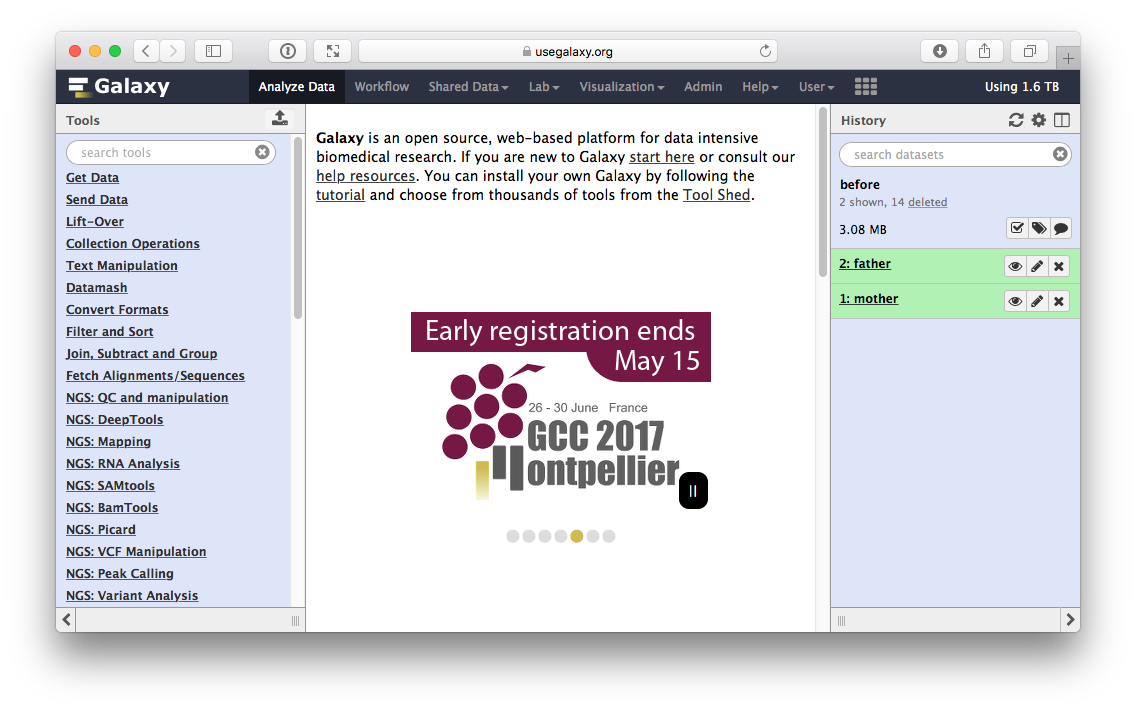 usegalaxy.org
Galaxy
Analyze Data
Workflow
Shared Data
Lab
Visualization
Admin
Help
User
Using 1.6 TB
Tools
search tools
Get Data
Send Data
Lift-Over
Collection Operations
Text Manipulation
Datamash
Convert Formats
Filter and Sort
Join, Subtract and Group
Fetch Alignments/Sequences
NGS: QC and manipulation
NGS: DeepTools
NGS: Mapping
NGS: RNA Analysis
NGS: SAMtools
NGS: BamTools
NGS: Picard
NGS: VCF Manipulation
NGS: Peak Calling
NGS: Variant Analysis
Galaxy is an open source, web-based platform for data intensive
biomedical research. If you are new to Galaxy start here or consult our
help resources. You can install your own Galaxy by following the
tutorial and choose from thousands of tools from the Tool Shed.
Early registration ends
May 15
26 - 30 June France
GCC 2017
Montpellier
History
search datasets
before
2 shown, 14 deleted
3.08 MB
2: father
1: mother